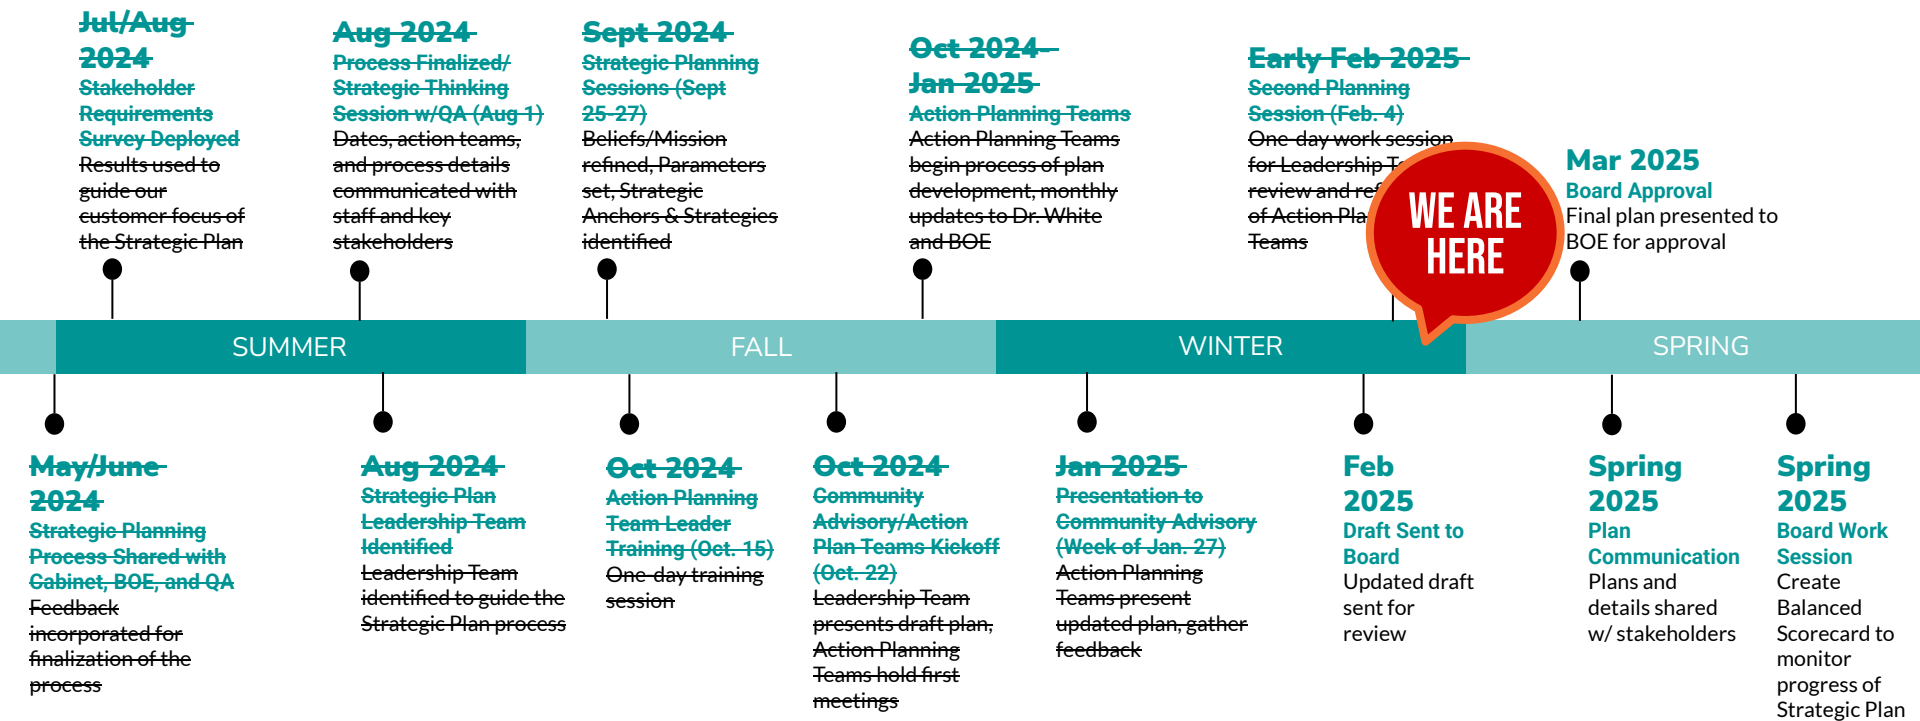 Jul/Aug
2024
Stakeholder
Requirements
Survey Deployed
Results used to
guide our
customer focus of
the Strategic Plan
Aug 2024
Process Finalized/
Strategic Thinking
Session w/QA (Aug 1)
Dates, action teams,
and process details
communicated with
staff and key
stakeholders
Sept 2024
Strategic Planning
Sessions (Sept
25-27)
Beliefs/Mission
refined, Parameters
set, Strategic
Anchors & Strategies
identified
Oct 2024-
Jan 2025
Action Planning Teams
Action Planning Teams
begin process of plan
development, monthly
updates to Dr. White
and BOE
Early Feb 2025
Second Planning
Session (Feb. 4)
One-day work session
for Leadership
review and
of Action
Teams
WE ARE
HERE
Mar 2025
Board Approval
Final plan presented to
BOE for approval
SUMMER
FALL
WINTER
SPRING
May/June
2024
Strategic Planning
Process Shared with
Cabinet, BOE, and QA
Feedback
incorporated for
finalization of the
process
Aug 2024
Strategic Plan
Leadership Team
Identified
Leadership Team
identified to guide the
Strategic Plan process
Oct 2024
Action Planning
Team Leader
Training (Oct. 15)
One-day training
session
Oct 2024
Community
Advisory/Action
Plan Teams Kickoff
(Oct. 22)
Leadership Team
presents draft plan,
Action Planning
Teams hold first
meetings
Jan 2025
Presentation to
Community Advisory
(Week of Jan. 27)
Action Planning
Teams present
updated plan, gather
feedback
Feb
2025
Draft Sent to
Board
Updated draft
sent for
review
Spring
2025
Plan
Communication
Plans and
details shared
w/ stakeholders
Spring
2025
Board Work
Session
Create
Balanced
Scorecard to
monitor
progress of
Strategic Plan